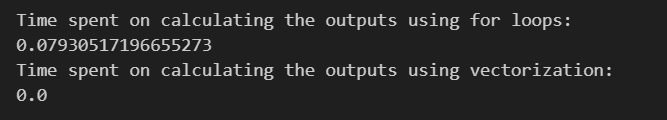 Time spent on calculating the outputs using for loops:
0.07930517196655273
Time spent on calculating the outputs using vectorization:
0.0